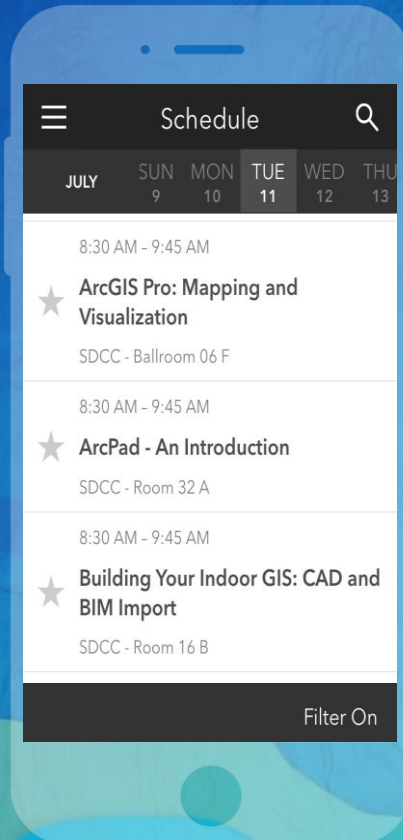 Schedule
JULY
SUN MON TUE WED THU
9 10 11 12 13
8:30 AM – 9:45 AM
ArcGIS Pro: Mapping and
Visualization
SDCC - Ballroom 06 F
8:30 AM – 9:45 AM
ArcPad - An Introduction
SDCC - Room 32 A
8:30 AM – 9:45 AM
Building Your Indoor GIS: CAD and
BIM Import
SDCC - Room 16 B
Filter On